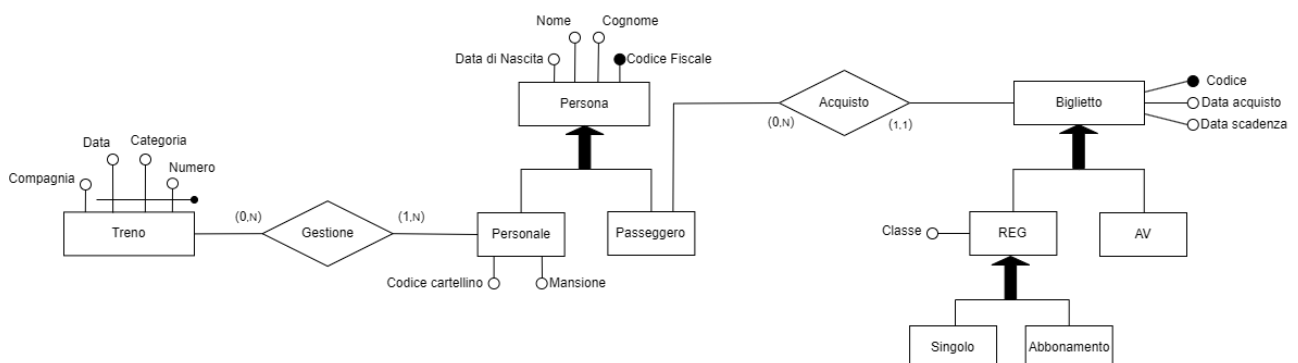 Nome
Cognome
Data di Nascita
Codice Fiscale
Persona
Acquisto
(0,N)
(1,1)
Biglietto
Codice
Data acquisto
Data scadenza
Data
Categoria
Compagnia
Numero
Treno
(0,N)
Gestione
(1,N)
Personale
Passeggero
Codice cartellino
Mansione
Classe
REG
AV
Singolo
Abbonamento